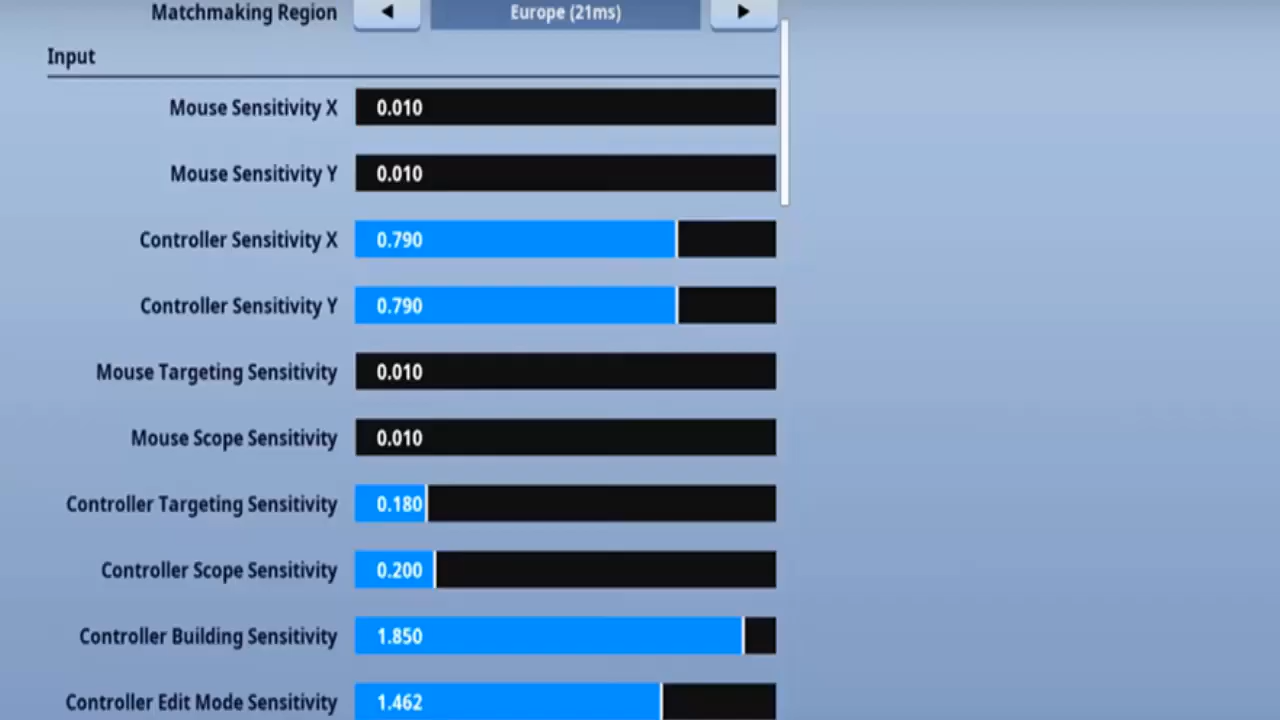 Matchmaking Region Europe (21ms)
Input
Mouse Sensitivity X 0.010
Mouse Sensitivity Y 0.010
Controller Sensitivity X 0.790
Controller Sensitivity Y 0.790
Mouse Targeting Sensitivity 0.010
Mouse Scope Sensitivity 0.010
Controller Targeting Sensitivity 0.180
Controller Scope Sensitivity 0.200
Controller Building Sensitivity 1.850
Controller Edit Mode Sensitivity 1.462